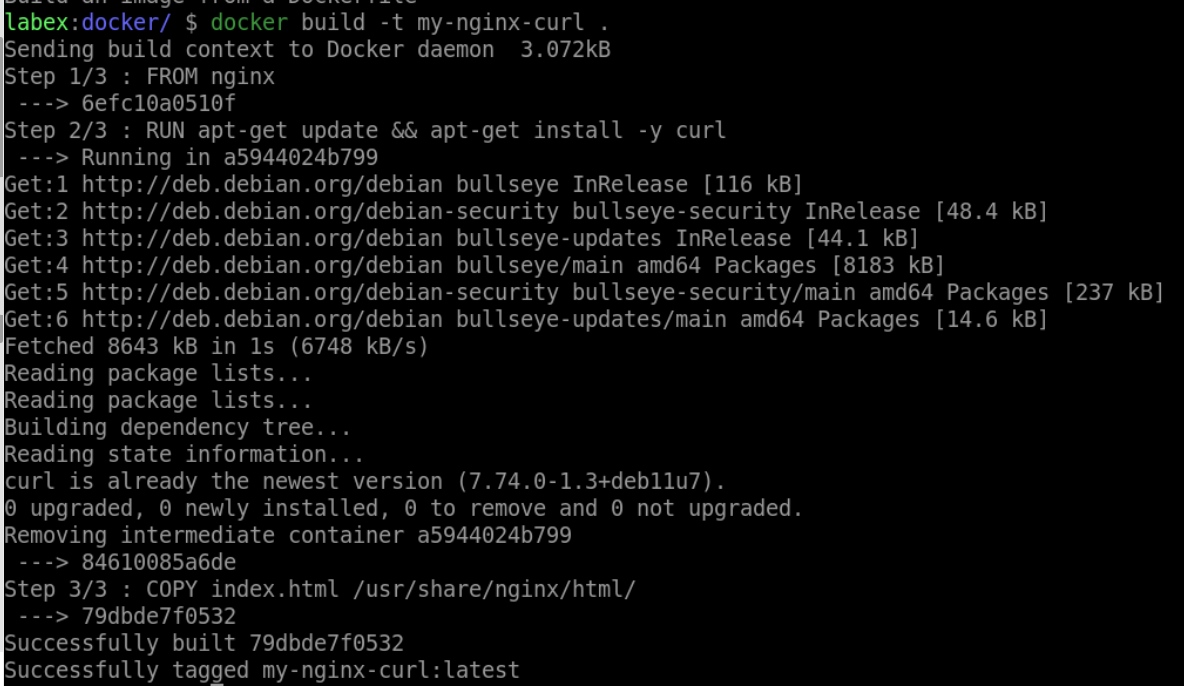 Build an image from a Dockerfile
labex:docker/ $ docker build -t my-nginx-curl .
Sending build context to Docker daemon  3.072kB
Step 1/3 : FROM nginx
 ---> 6efc10a0510f
Step 2/3 : RUN apt-get update && apt-get install -y curl
 ---> Running in a5944024b799
Get:1 http://deb.debian.org/debian bullseye InRelease [116 kB]
Get:2 http://deb.debian.org/debian-security bullseye-security InRelease [48.4 kB]
Get:3 http://deb.debian.org/debian bullseye-updates InRelease [44.1 kB]
Get:4 http://deb.debian.org/debian bullseye/main amd64 Packages [8183 kB]
Get:5 http://deb.debian.org/debian-security bullseye-security/main amd64 Packages [237 kB]
Get:6 http://deb.debian.org/debian bullseye-updates/main amd64 Packages [14.6 kB]
Fetched 8643 kB in 1s (6748 kB/s)
Reading package lists...
Reading package lists...
Building dependency tree...
Reading state information...
curl is already the newest version (7.74.0-1.3+deb11u7).
0 upgraded, 0 newly installed, 0 to remove and 0 not upgraded.
Removing intermediate container a5944024b799
 ---> 84610085a6de
Step 3/3 : COPY index.html /usr/share/nginx/html/
 ---> 79dbde7f0532
Successfully built 79dbde7f0532
Successfully tagged my-nginx-curl:latest